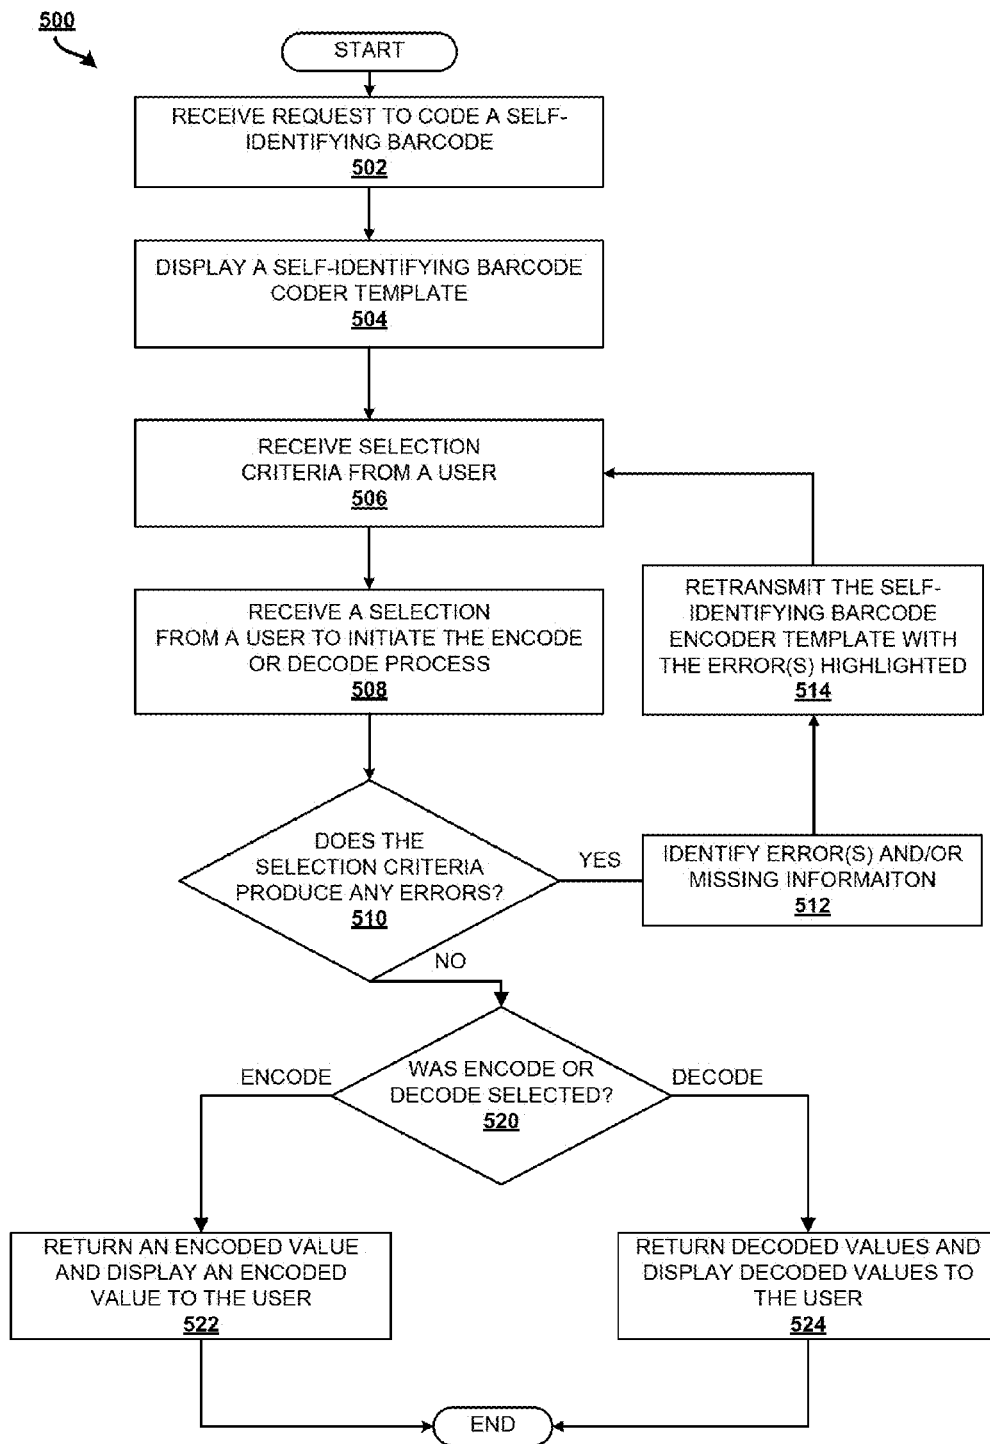 500
START
RECEIVE REQUEST TO CODE A SELF-
IDENTIFYING BARCODE
502
DISPLAY A SELF-IDENTIFYING BARCODE
CODER TEMPLATE
504
RECEIVE SELECTION
CRITERIA FROM A USER
506
RECEIVE A SELECTION
FROM A USER TO INITIATE THE ENCODE
OR DECODE PROCESS
508
RETRANSMIT THE SELF-
IDENTIFYING BARCODE
ENCODER TEMPLATE WITH
THE ERROR(S) HIGHLIGHTED
514
DOES THE
SELECTION CRITERIA
PRODUCE ANY ERRORS?
510
YES
IDENTIFY ERROR(S) AND/OR
MISSING INFORMAITON
512
NO
WAS ENCODE OR
DECODE SELECTED?
520
ENCODE
DECODE
RETURN AN ENCODED VALUE
AND DISPLAY AN ENCODED
VALUE TO THE USER
522
RETURN DECODED VALUES AND
DISPLAY DECODED VALUES TO
THE USER
524
END